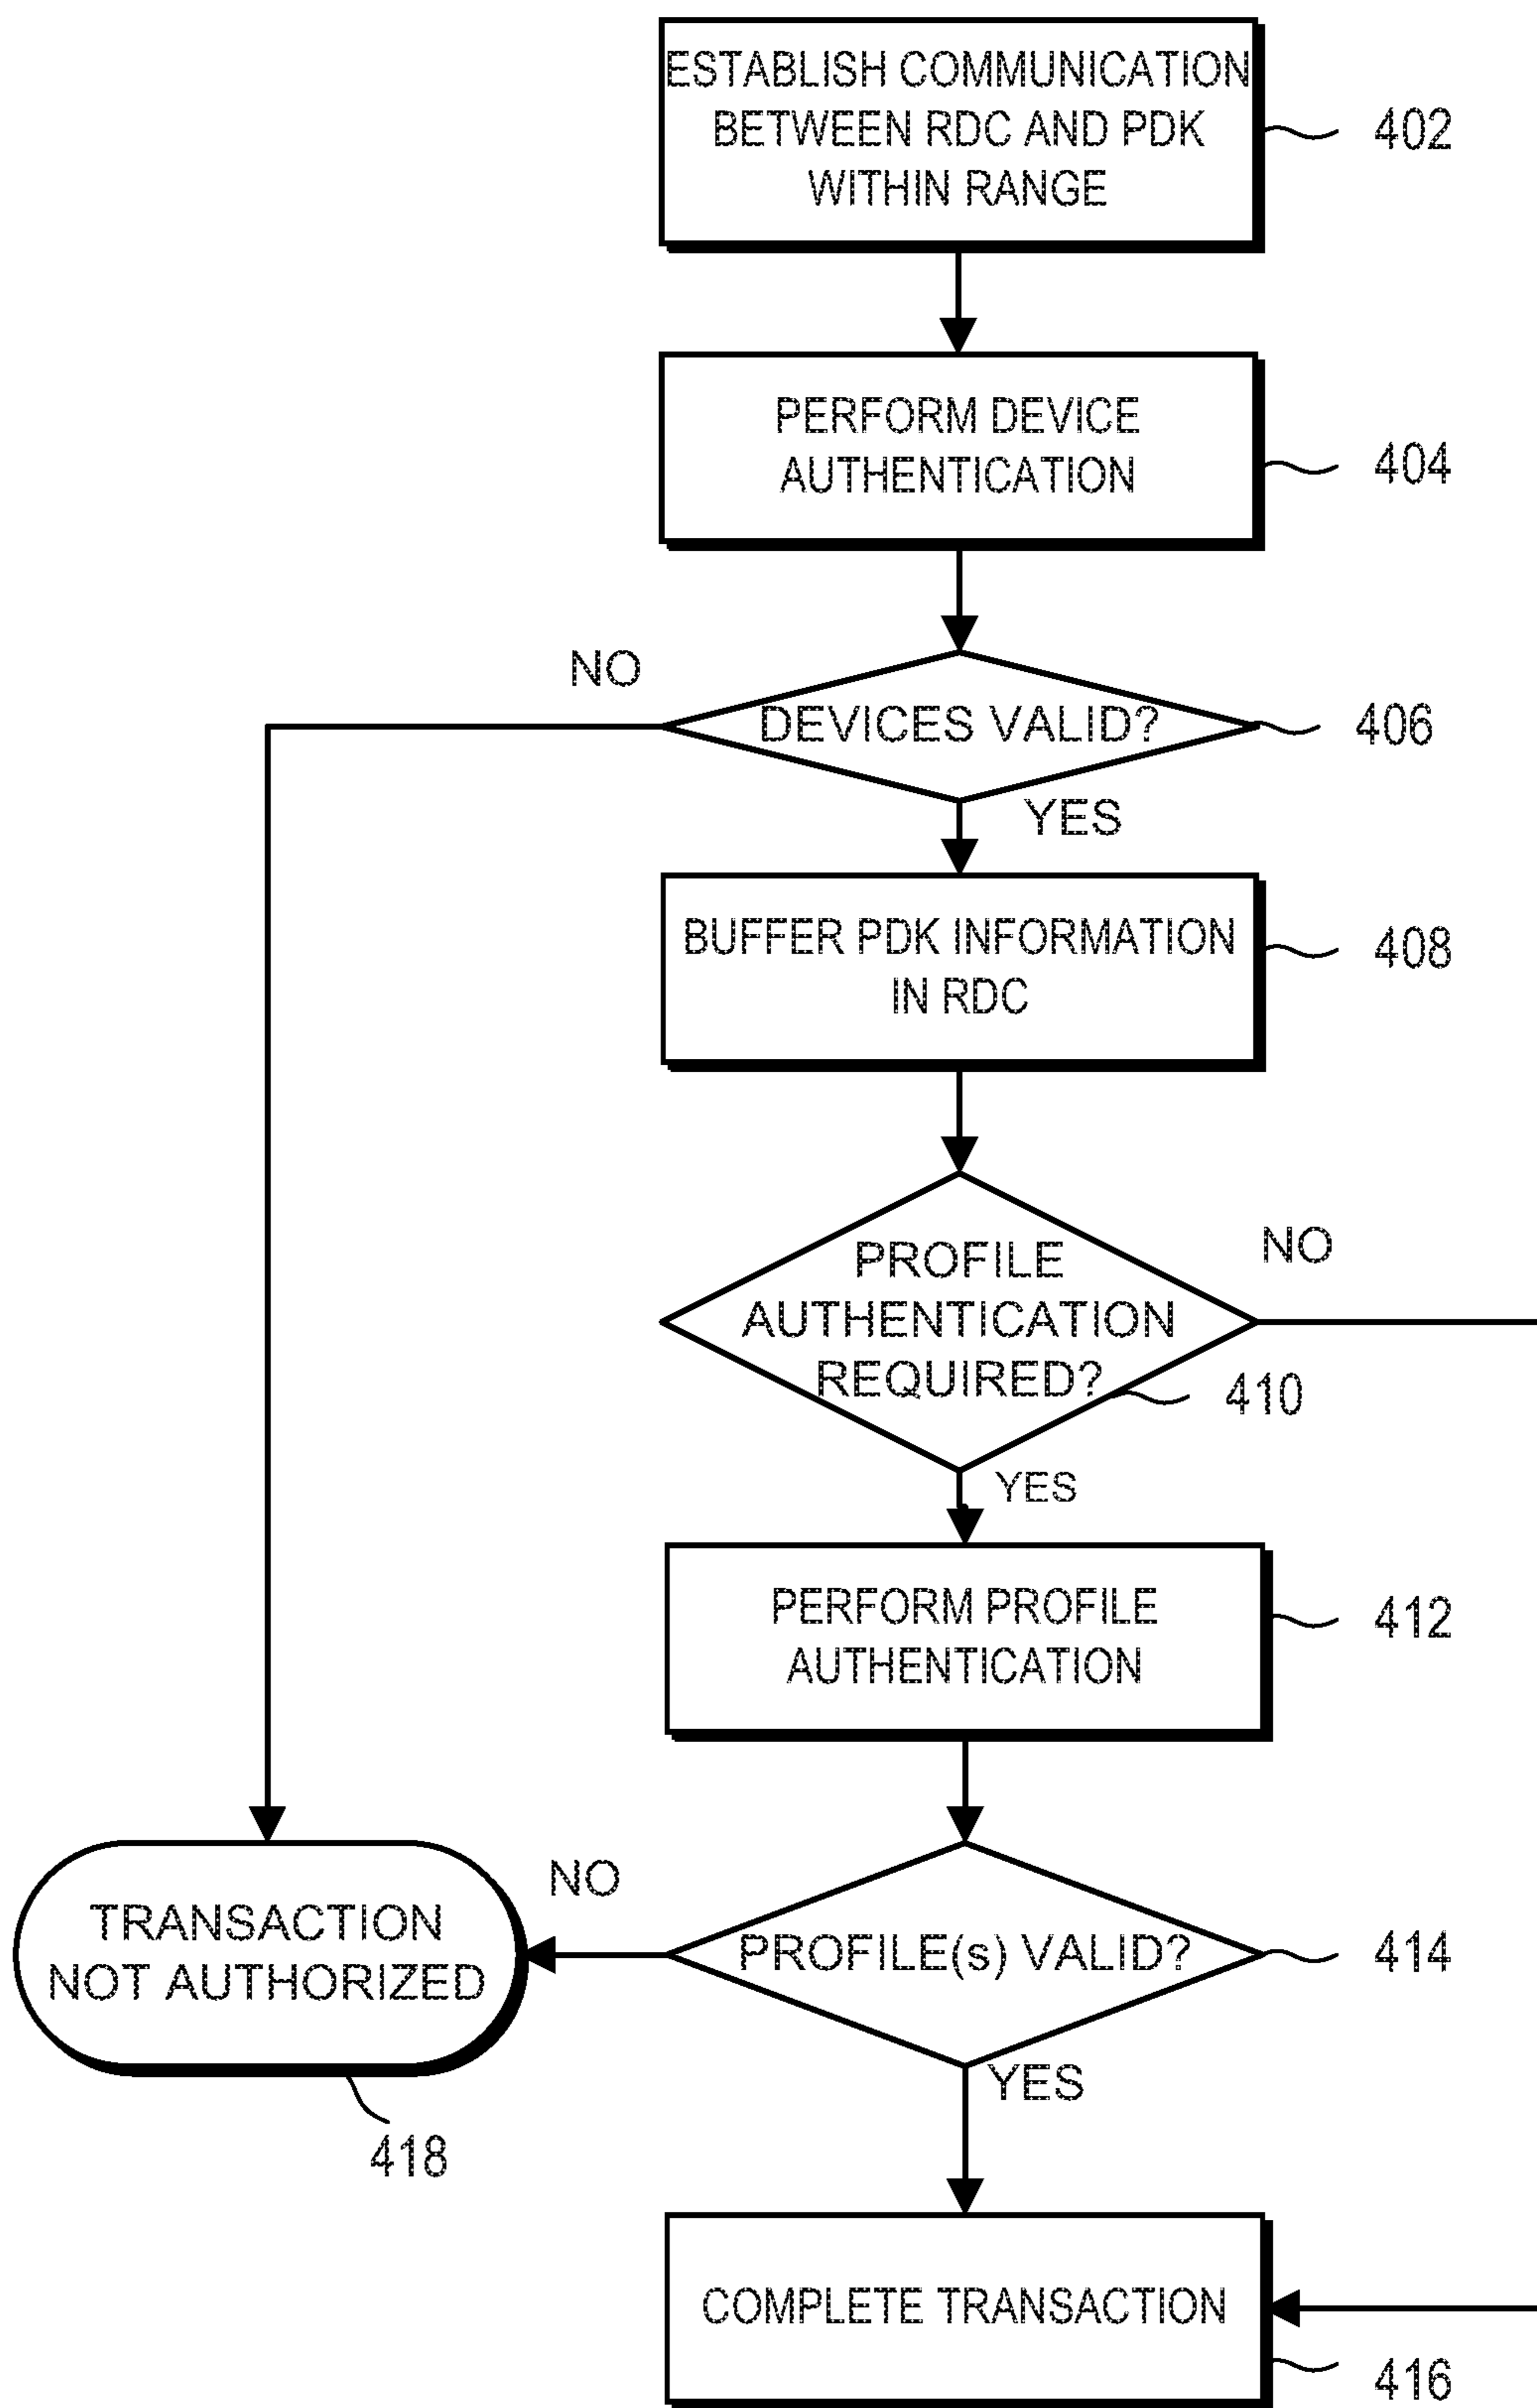 ESTABLISH COMMUNICATION
BETWEEN RDC AND PDK
WITHIN RANGE
402
PERFORM DEVICE
AUTHENTICATION
404
NO
DEVICES VALID?
406
YES
BUFFER PDK INFORMATION
IN RDC
408
PROFILE
AUTHENTICATION
REQUIRED?
NO
410
YES
PERFORM PROFILE
AUTHENTICATION
412
TRANSACTION
NOT AUTHORIZED
NO
PROFILE(s) VALID?
414
YES
418
COMPLETE TRANSACTION
416